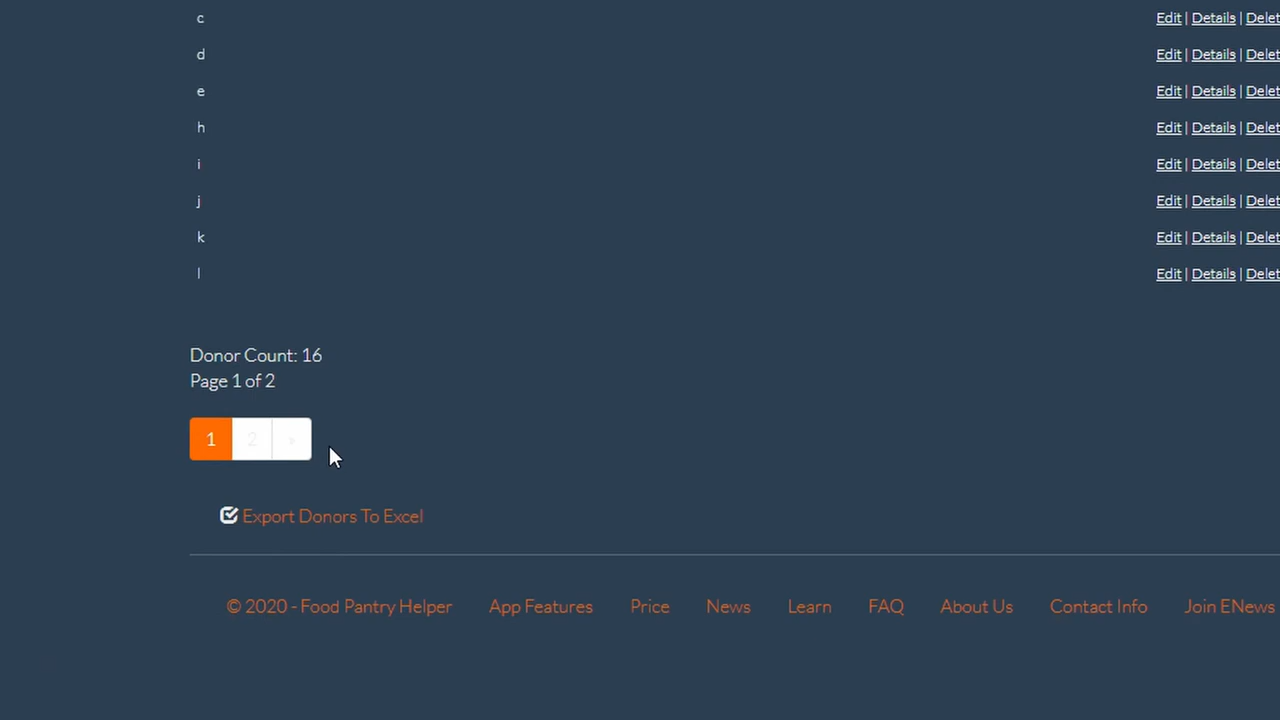 c Edit | Details | Delet
d Edit | Details | Delet
e Edit | Details | Delet
h Edit | Details | Delet
i Edit | Details | Delet
j Edit | Details | Delet
k Edit | Details | Delet
l Edit | Details | Delet
Donor Count: 16
Page 1 of 2
1 2 »
Export Donors To Excel
© 2020 - Food Pantry Helper App Features Price News Learn FAQ About Us Contact Info Join ENews